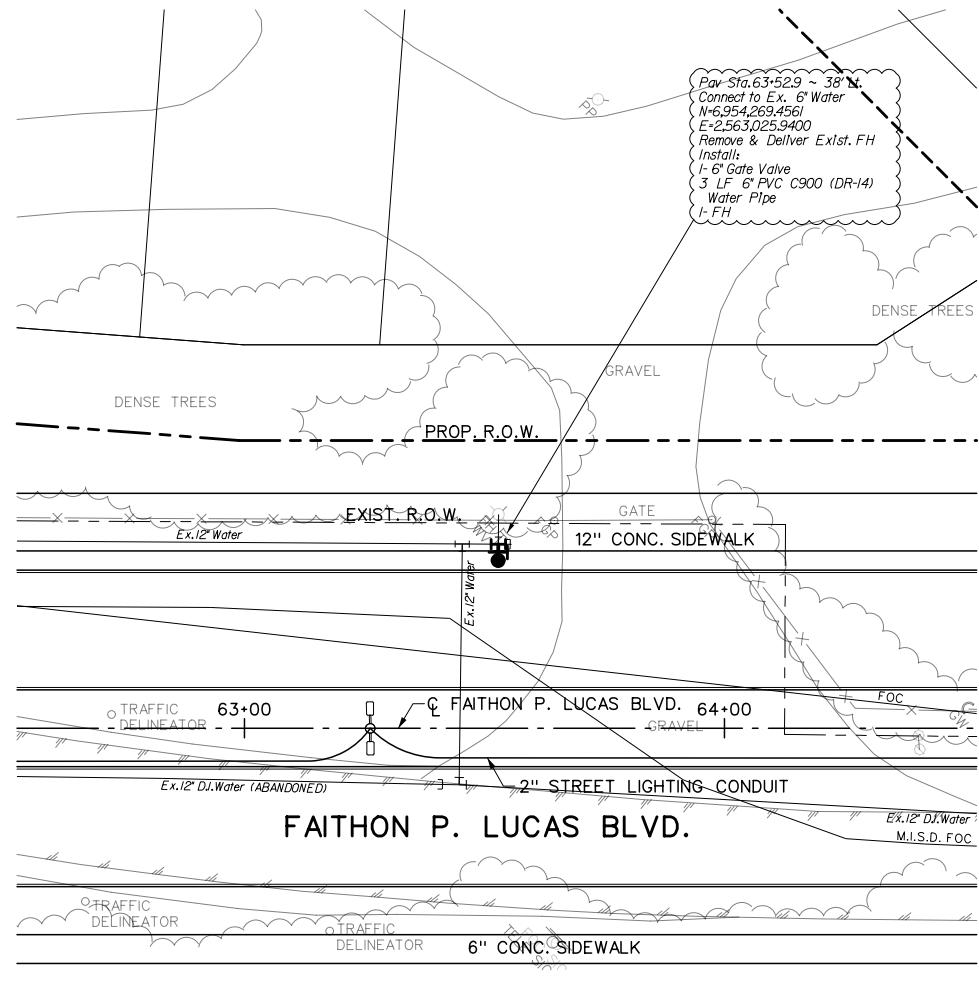 PP
Pav Sta.63+52.9 ~ 38' Lt.
Connect to Ex. 6" Water
N=6,954,269.4561
E=2,563,025.9400
Remove & Deliver Exist. FH
Install:
1- 6" Gate Valve
3 LF 6" PVC C900 (DR-14)
Water Pipe
1- FH
DENSE TREES
GRAVEL
DENSE TREES
PROP. R.O.W.
EXIST. R.O.W.
GATE
Ex.12" Water
12" CONC. SIDEWALK
Ex.12" Water
FOC
TRAFFIC
DELINEATOR
63+00
℄ FAITHON P. LUCAS BLVD.
64+00
GRAVEL
GW
Ex.12" D.I.Water (ABANDONED)
2" STREET LIGHTING CONDUIT
Ex.12" D.I.Water
FAITHON P. LUCAS BLVD.
M.I.S.D. FOC
TRAFFIC
DELINEATOR
TRAFFIC
DELINEATOR
6" CONC. SIDEWALK